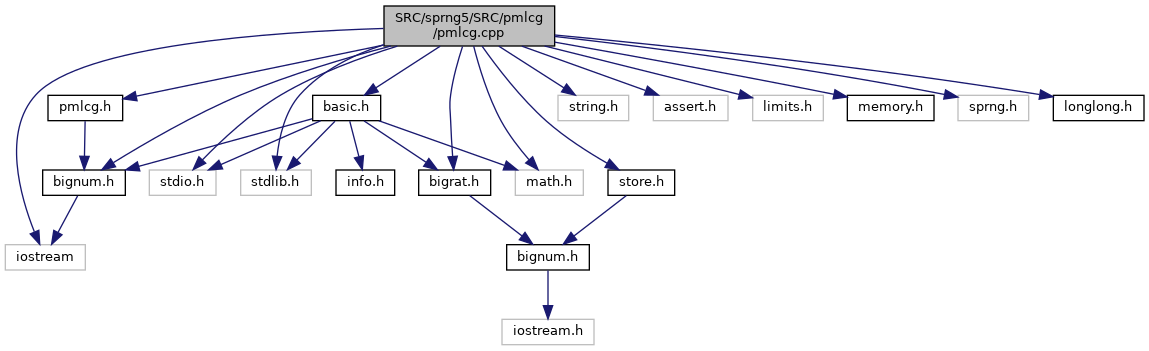 SRC/sprng5/SRC/pmlcg
/pmlcg.cpp
pmlcg.h
basic.h
string.h
assert.h
limits.h
memory.h
sprng.h
longlong.h
bignum.h
stdio.h
stdlib.h
info.h
bigrat.h
math.h
store.h
iostream
bignum.h
iostream.h